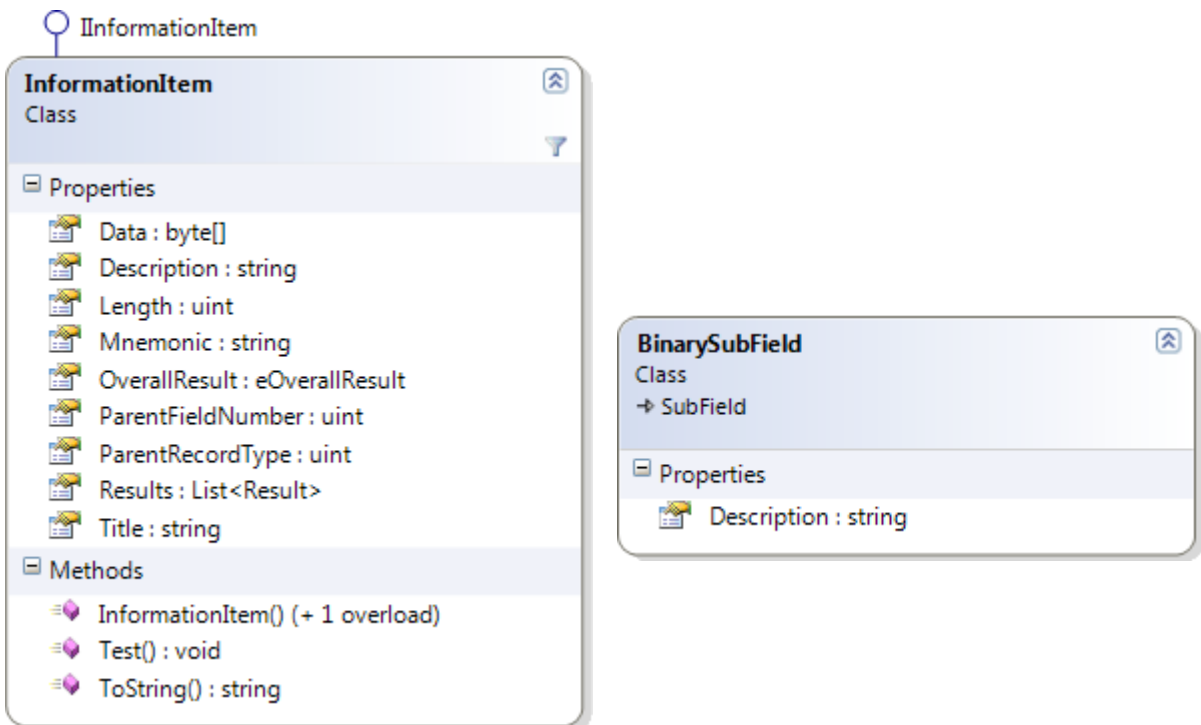 IInformationItem
InformationItem
Class
Properties
Data : byte[]
Description : string
Length : uint
Mnemonic : string
OverallResult : eOverallResult
ParentFieldNumber : uint
ParentRecordType : uint
Results : List<Result>
Title : string
Methods
InformationItem() (+ 1 overload)
Test() : void
ToString() : string
BinarySubField
Class
SubField
Properties
Description : string